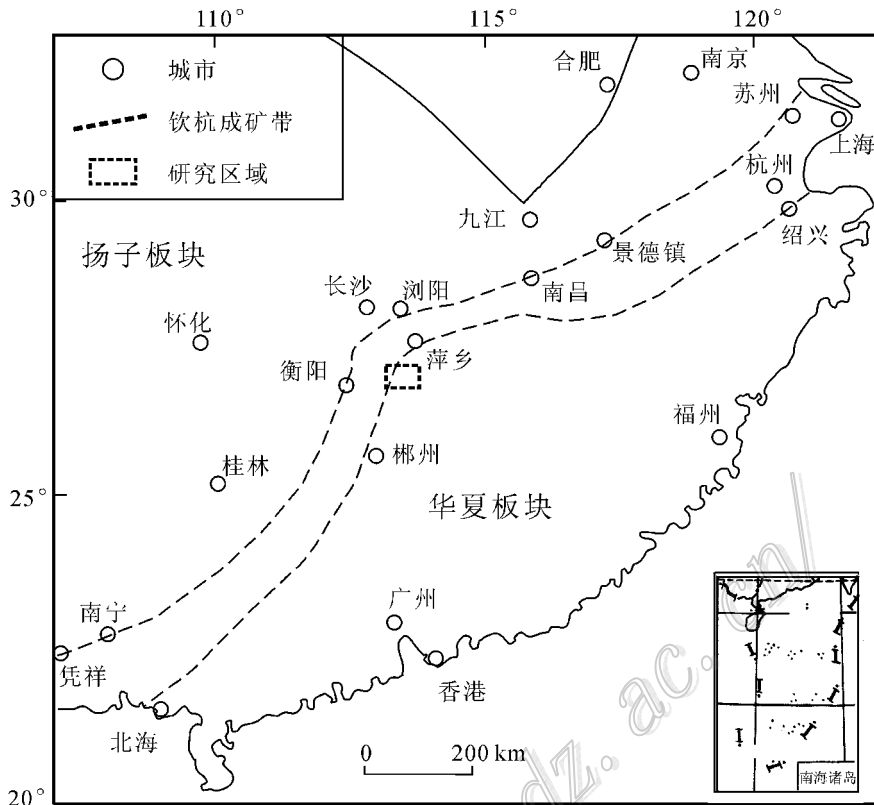 110°
115°
120°
城市
钦杭成矿带
研究区域
合肥
南京
苏州
上海
杭州
绍兴
30°
九江
景德镇
扬子板块
南昌
长沙
浏阳
怀化
萍乡
衡阳
福州
郴州
桂林
25°
华夏板块
广州
南宁
凭祥
香港
北海
0
200 km
dz. ac. cn/
南海诸岛
20°